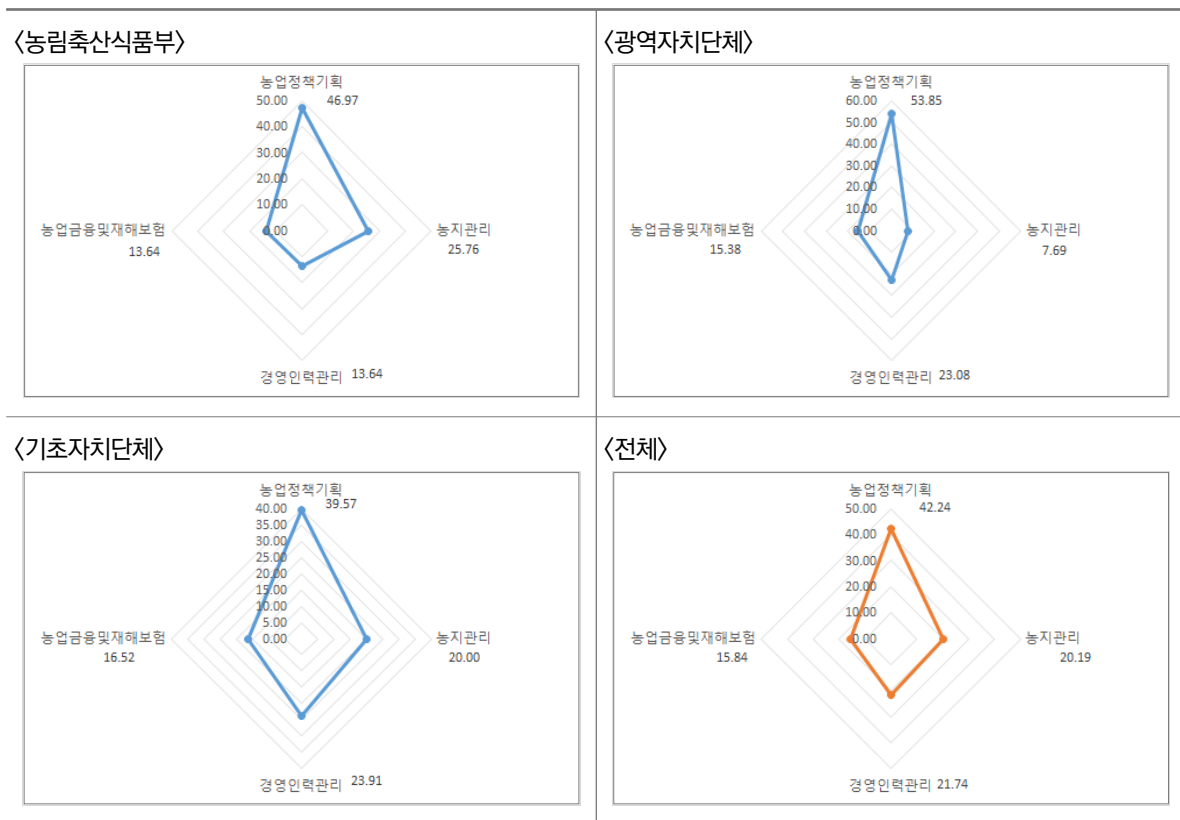 〈농림축산식품부〉
농업정책기획
50.00 46.97
40.00
30.00
20.00
10.00
0.00
농업금융및재해보험
13.64
농지관리
25.76
경영인력관리 13.64
〈광역자치단체〉
농업정책기획
60.00 53.85
50.00
40.00
30.00
20.00
10.00
0.00
농업금융및재해보험
15.38
농지관리
7.69
경영인력관리 23.08
〈기초자치단체〉
농업정책기획
40.00 39.57
35.00
30.00
25.00
20.00
15.00
10.00
5.00
0.00
농업금융및재해보험
16.52
농지관리
20.00
경영인력관리 23.91
〈전체〉
농업정책기획
50.00 42.24
40.00
30.00
20.00
10.00
0.00
농업금융및재해보험
15.84
농지관리
20.19
경영인력관리 21.74